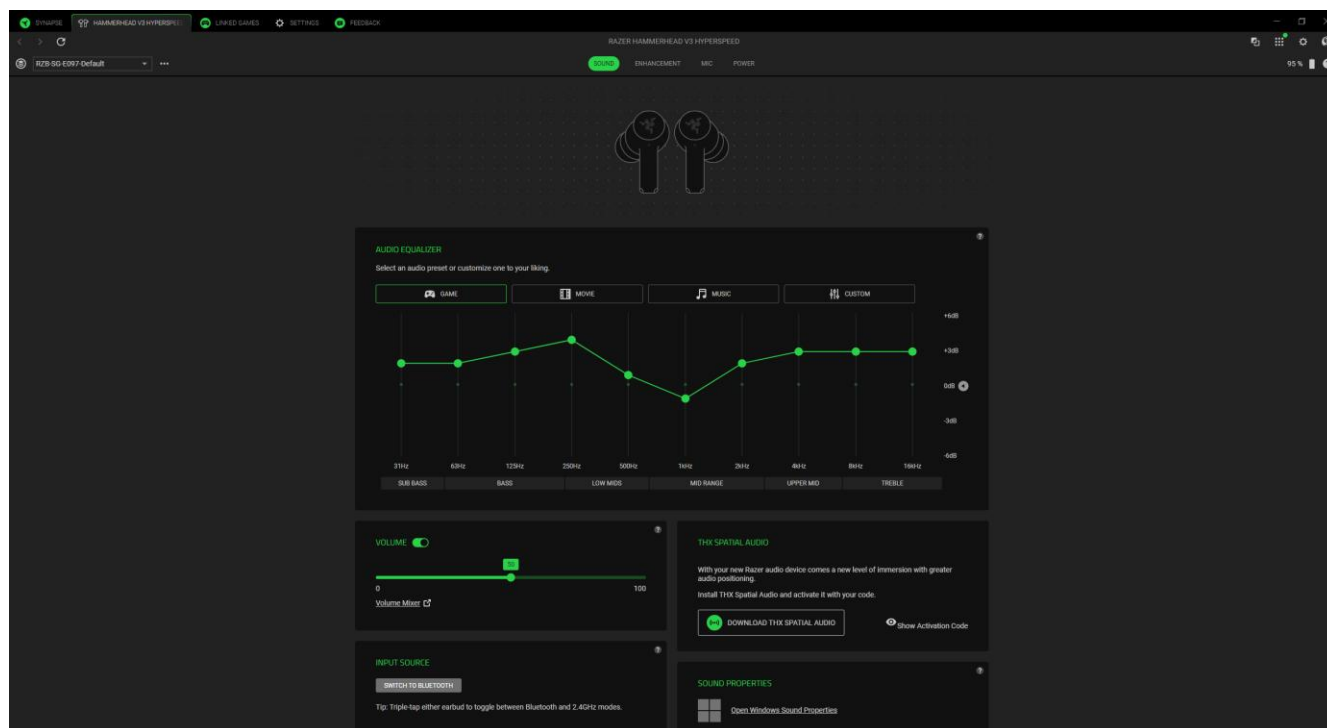 SYNAPSE HAMMERHEAD V3 HYPERSPEED LINKED GAMES SETTINGS FEEDBACK
RAZER HAMMERHEAD V3 HYPERSPEED
RZB-SG-E097-Default SOUND ENHANCEMENT MIC POWER 95 %
AUDIO EQUALIZER
Select an audio preset or customize one to your liking.
GAME MOVIE MUSIC CUSTOM
+6dB
+3dB
0dB
-3dB
-6dB
31Hz 63Hz 125Hz 250Hz 500Hz 1kHz 2kHz 4kHz 8kHz 16kHz
SUB BASS BASS LOW MIDS MID RANGE UPPER MID TREBLE
VOLUME
50
0 100
Volume Mixer
THX SPATIAL AUDIO
With your new Razer audio device comes a new level of immersion with greater
audio positioning.
Install THX Spatial Audio and activate it with your code.
DOWNLOAD THX SPATIAL AUDIO Show Activation Code
INPUT SOURCE
SWITCH TO BLUETOOTH
Tip: Triple-tap either earbud to toggle between Bluetooth and 2.4GHz modes.
SOUND PROPERTIES
Open Windows Sound Properties